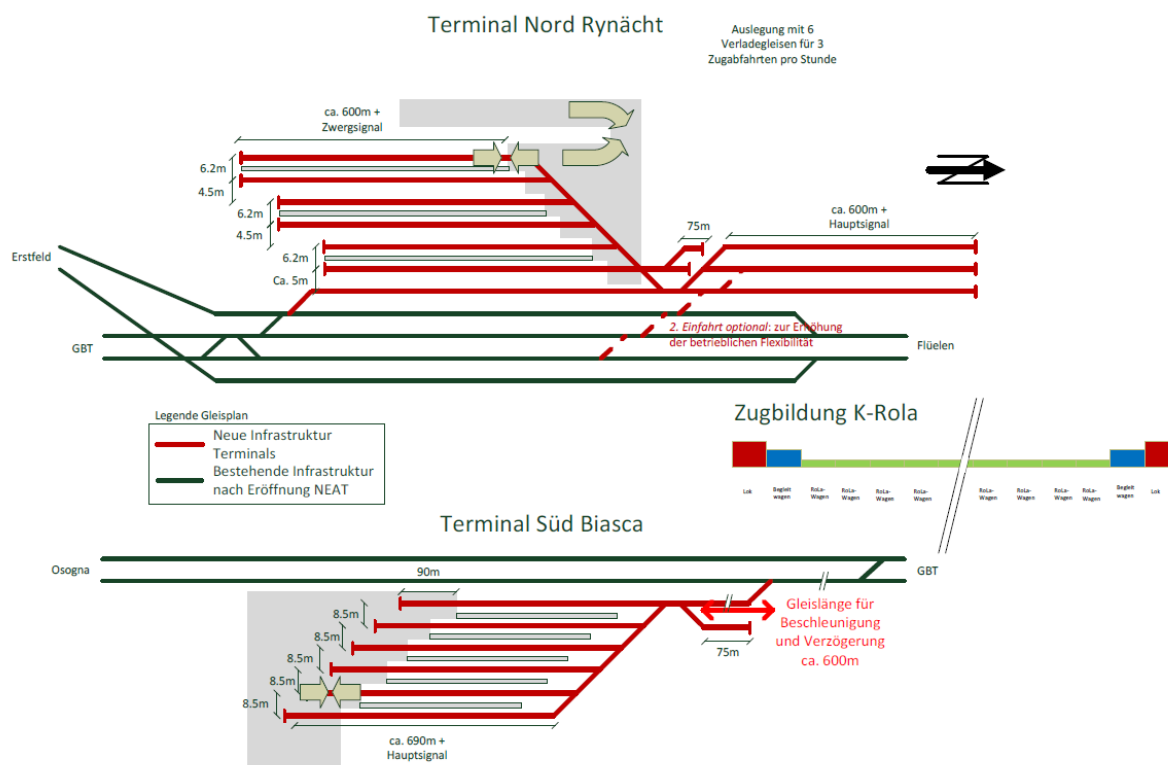 Terminal Nord Rynächt
Auslegung mit 6
Verladegleisen für 3
Zugabfahrten pro Stunde
ca. 600m +
Zwergsignal
6.2m
4.5m
6.2m
4.5m
6.2m
Ca. 5m
75m
ca. 600m +
Hauptsignal
Erstfeld
GBT
2. Einfahrt optional: zur Erhöhung
der betrieblichen Flexibilität
Flüelen
Legende Gleisplan
Neue Infrastruktur
Terminals
Bestehende Infrastruktur
nach Eröffnung NEAT
Zugbildung K-Rola
Lok
Begleit
wagen
RoLa-
Wagen
RoLa-
Wagen
RoLa-
Wagen
RoLa-
Wagen
RoLa-
Wagen
RoLa-
Wagen
RoLa-
Wagen
RoLa-
Wagen
Begleit
wagen
Lok
Terminal Süd Biasca
Osogna
GBT
90m
8.5m
8.5m
8.5m
8.5m
8.5m
75m
Gleislänge für
Beschleunigung
und Verzögerung
ca. 600m
ca. 690m +
Hauptsignal